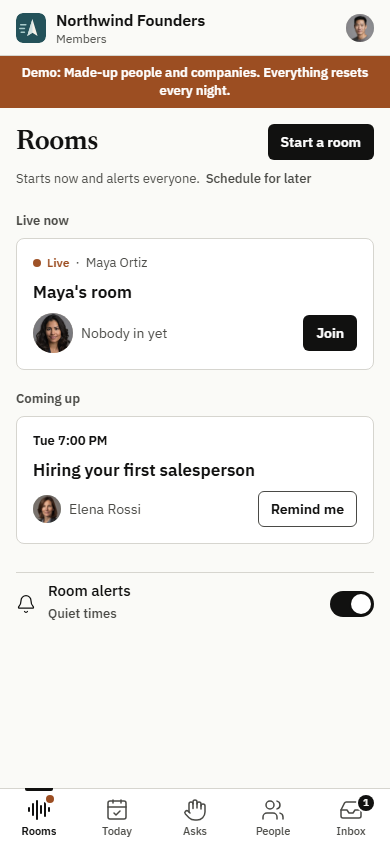 Northwind Founders
Members
Demo: Made-up people and companies. Everything resets
every night.
Rooms
Start a room
Starts now and alerts everyone. Schedule for later
Live now
Live · Maya Ortiz
Maya's room
Nobody in yet
Join
Coming up
Tue 7:00 PM
Hiring your first salesperson
Elena Rossi
Remind me
Room alerts
Quiet times
1
Rooms
Today
Asks
People
Inbox